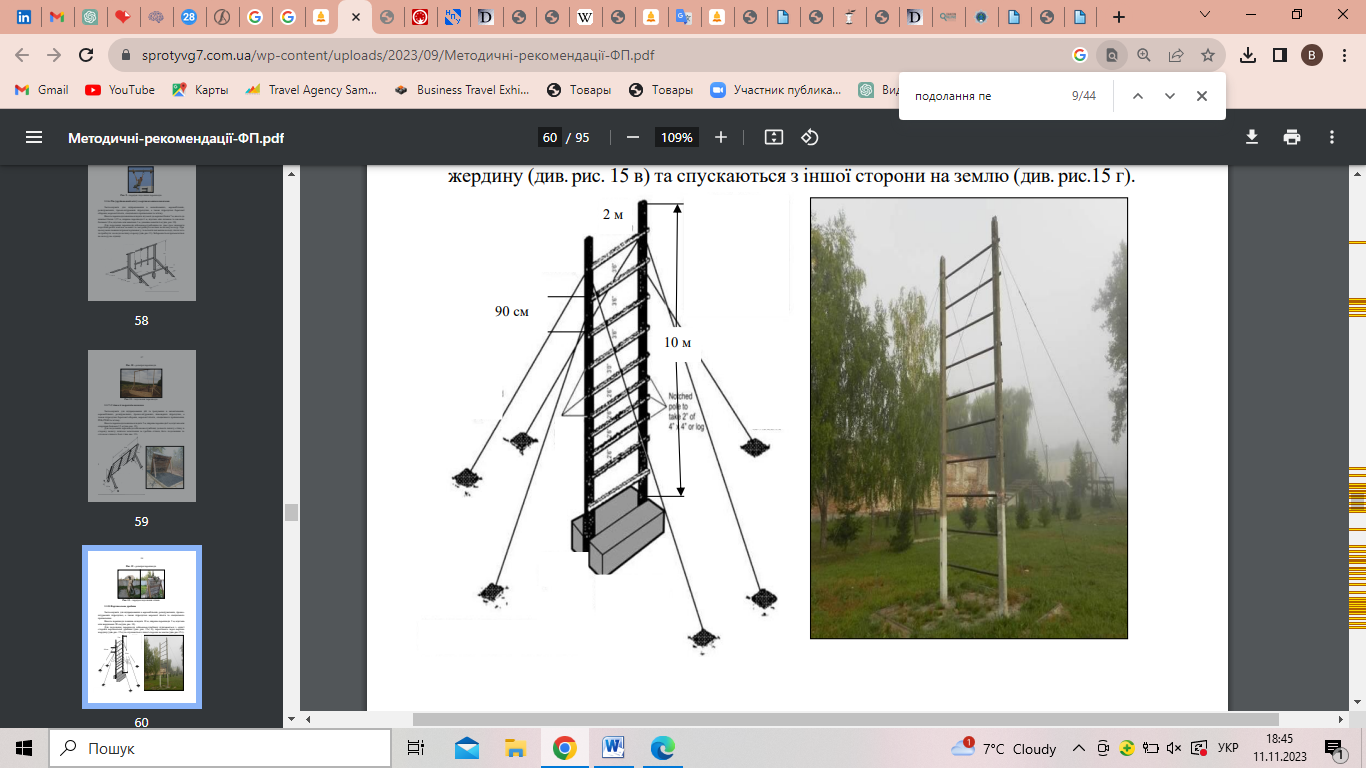 28
sprotyvg7.com.ua/wp-content/uploads/2023/09/Методичні-рекомендації-ФП.pdf
B
Gmail
YouTube
Карты
Travel Agency Sam...
Business Travel Exhi...
Товары
Товары
Участник публика...
подолання пе
9/44
Методичні-рекомендації-ФП.pdf
60 / 95
109%
жердину (див. рис. 15 в) та спускаються з іншої сторони на землю (див. рис.15 г).
2 м
90 см
10 м
Notched
pole to
take 2" of
4" x 4" or log
58
59
60
Пошук
1
7°C Cloudy
УКР
18:45
11.11.2023
1